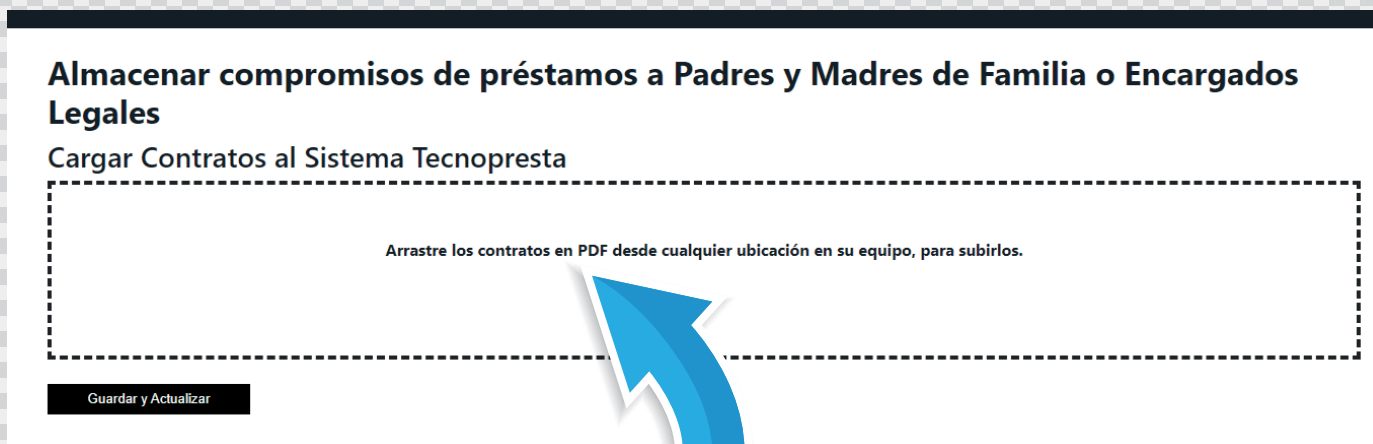 Almacenar compromisos de préstamos a Padres y Madres de Familia o Encargados
Legales
Cargar Contratos al Sistema Tecnopresta
Arrastre los contratos en PDF desde cualquier ubicación en su equipo, para subirlos.
Guardar y Actualizar